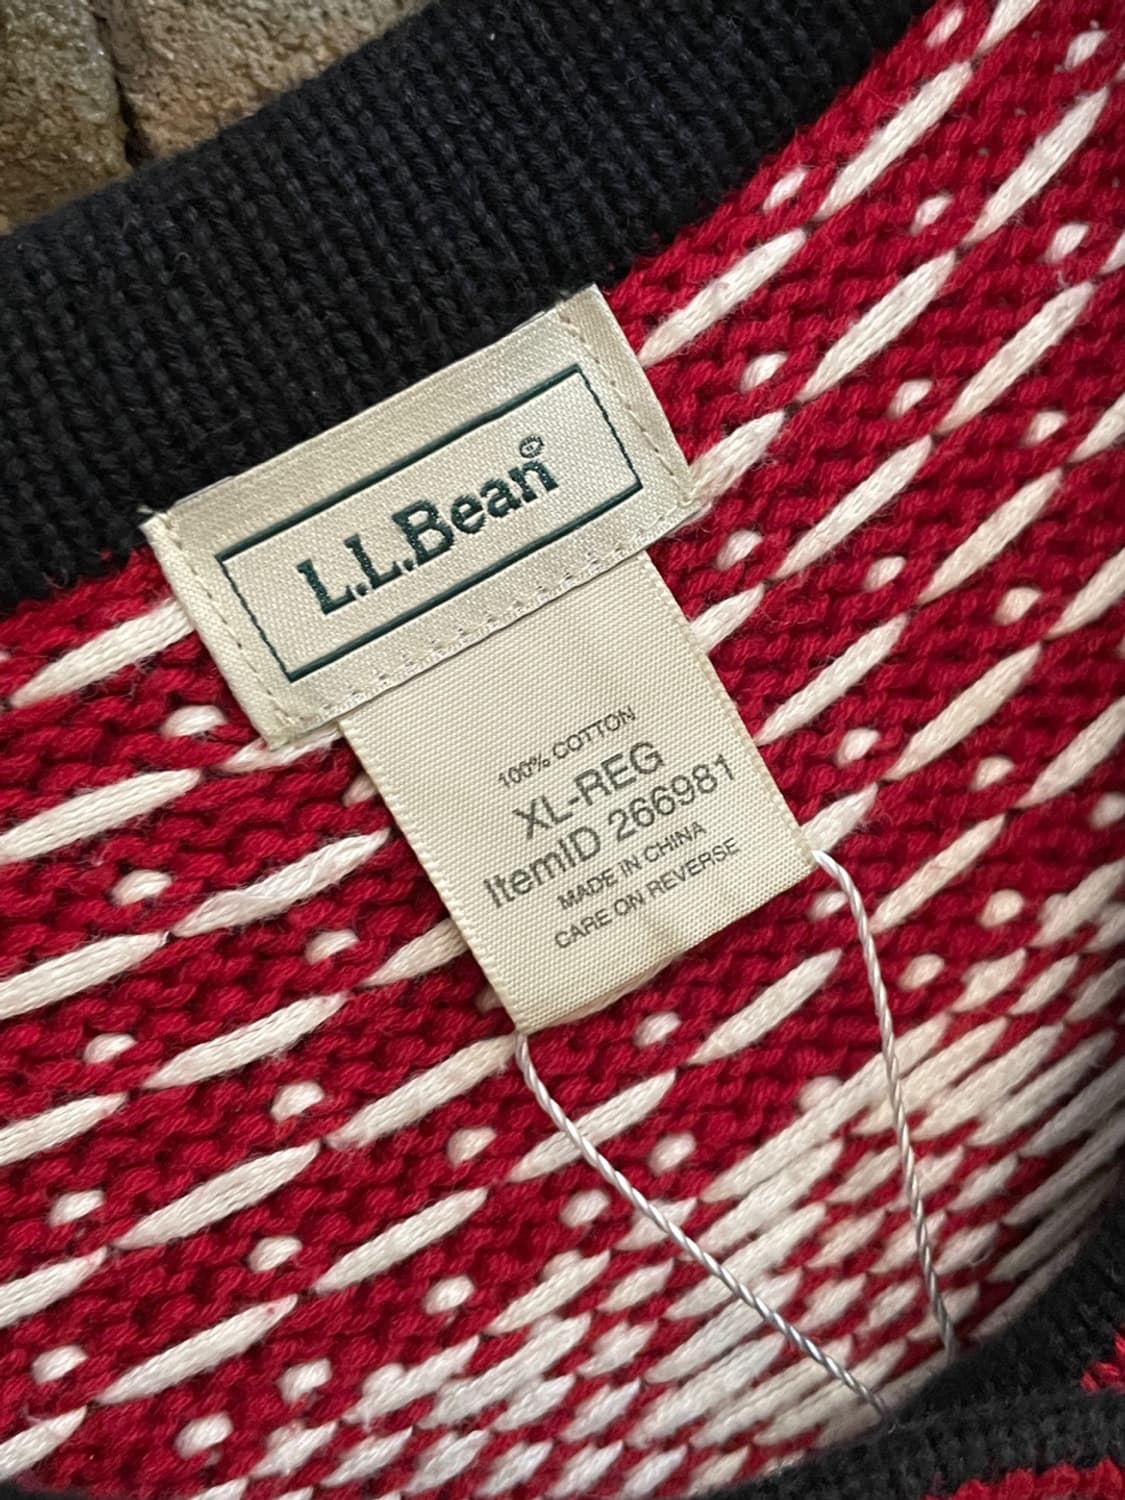 L.L.Bean®
100% COTTON
XL-REG
ItemID 266981
MADE IN CHINA
CARE ON REVERSE